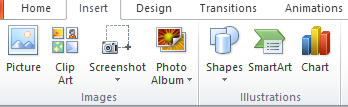 Home Insert Design Transitions Animations
Picture Clip Art Screenshot Photo Album Shapes SmartArt Chart
Images Illustrations